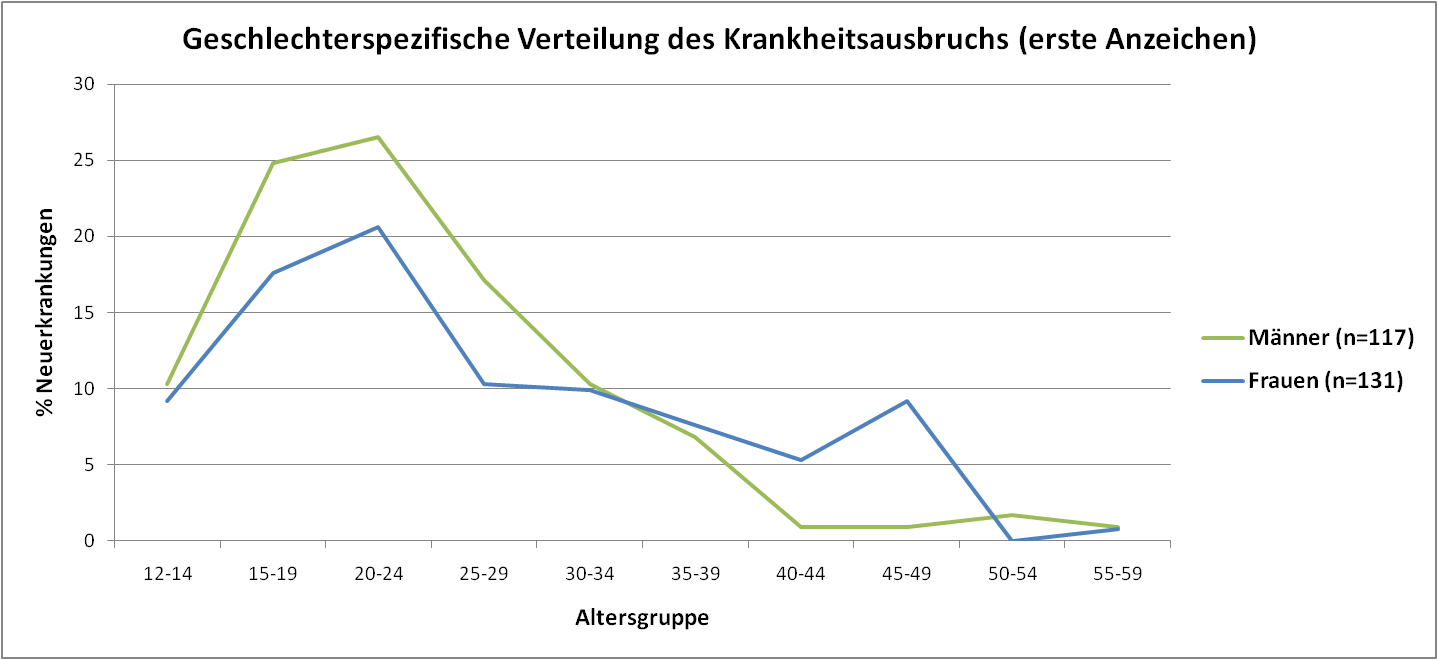 Geschlechterspezifische Verteilung des Krankheitsausbruchs (erste Anzeichen)
30
25
20
15
10
5
0
% Neuerkrankungen
12-14 15-19 20-24 25-29 30-34 35-39 40-44 45-49 50-54 55-59
Altersgruppe
Männer (n=117)
Frauen (n=131)